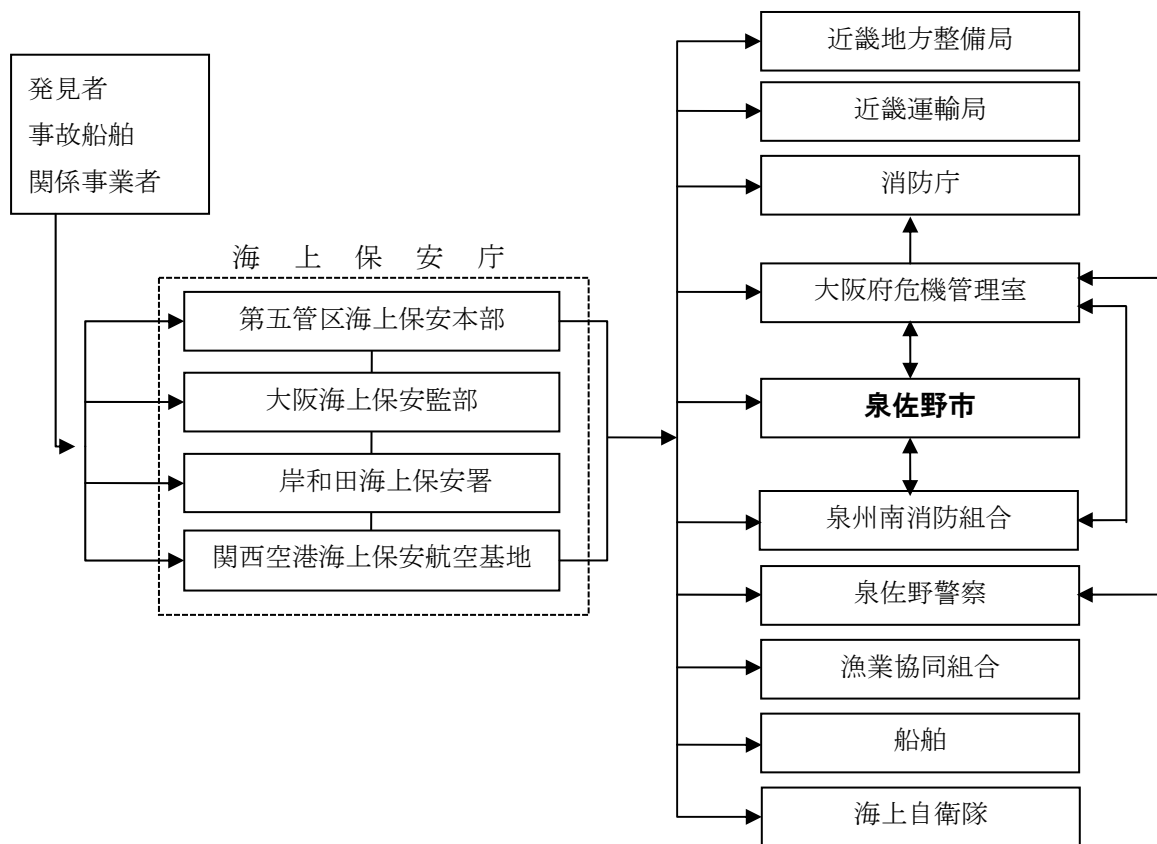 発見者
事故船舶
関係事業者
海上保安庁
第五管区海上保安本部
大阪海上保安監部
岸和田海上保安署
関西空港海上保安航空基地
近畿地方整備局
近畿運輸局
消防庁
大阪府危機管理室
泉佐野市
泉州南消防組合
泉佐野警察
漁業協同組合
船舶
海上自衛隊